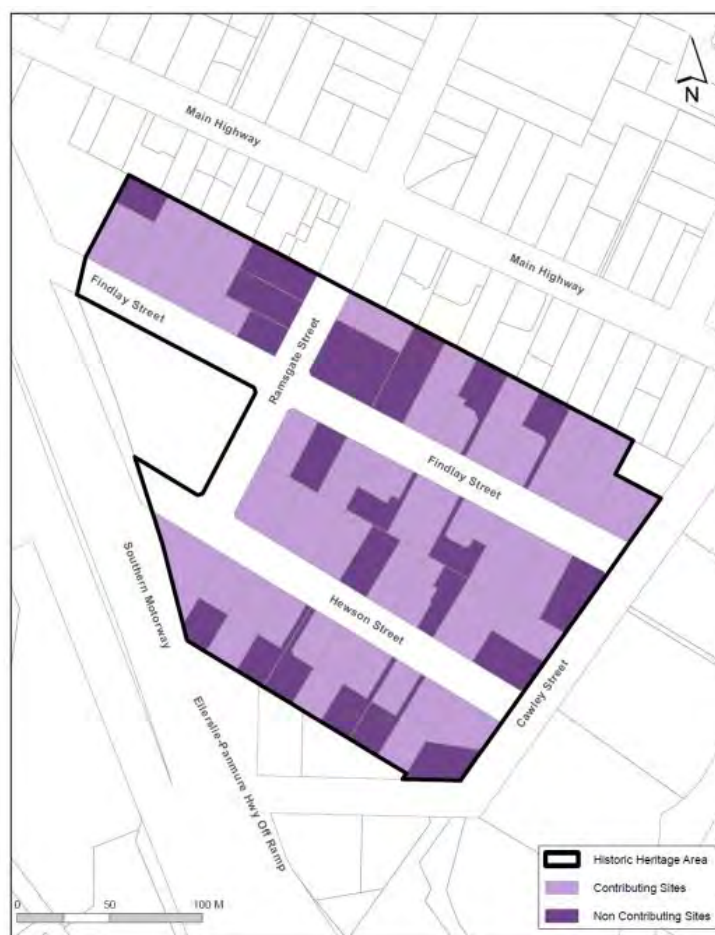 N
Main Highway
Main Highway
Findlay Street
Ramsgate Street
Findlay Street
Southern Motorway
Hewson Street
Cawley Street
Ellerslie-Panmure Hwy Off Ramp
Historic Heritage Area
Contributing Sites
Non Contributing Sites
0 50 100 M